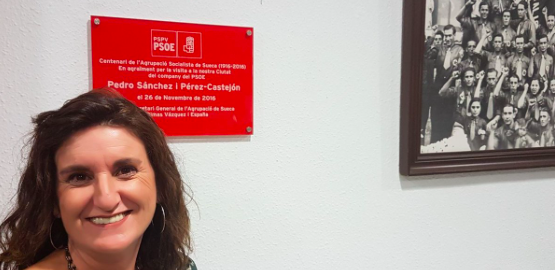 PSPV
PSOE
Centenari de l'Agrupació Socialista de Sueca (1916-2016)
En agraïment per la visita a la nostra Ciutat
del company del PSOE
Pedro Sánchez i Pérez-Castejón
el 26 de Novembre de 2016
General de l'Agrupació de Sueca
Vázquez i España